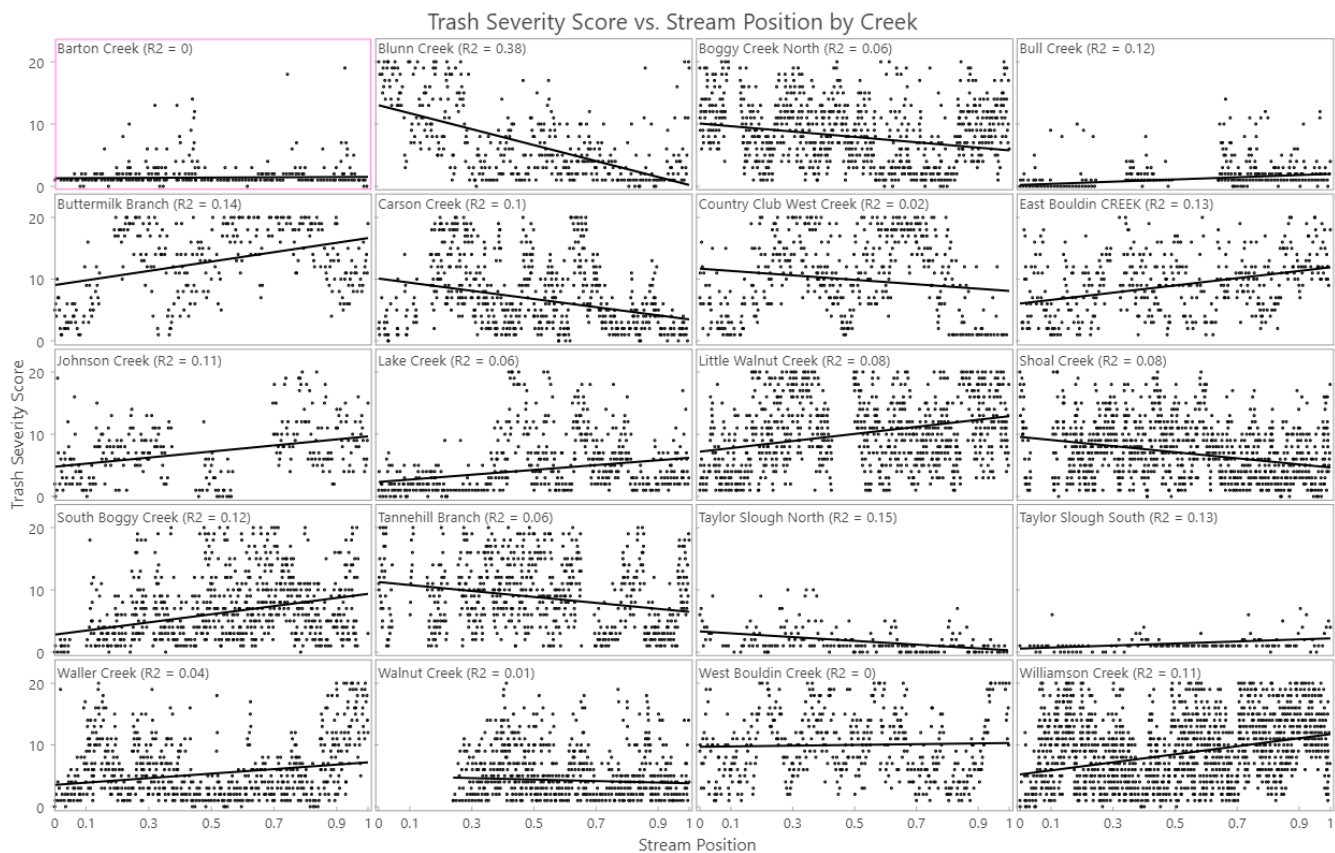 Trash Severity Score vs. Stream Position by Creek
Barton Creek (R2 = 0)
Blunn Creek (R2 = 0.38)
Boggy Creek North (R2 = 0.06)
Bull Creek (R2 = 0.12)
20
10
0
Buttermilk Branch (R2 = 0.14)
Carson Creek (R2 = 0.1)
Country Club West Creek (R2 = 0.02)
East Bouldin CREEK (R2 = 0.13)
20
10
0
Johnson Creek (R2 = 0.11)
Lake Creek (R2 = 0.06)
Little Walnut Creek (R2 = 0.08)
Shoal Creek (R2 = 0.08)
20
10
0
Trash Severity Score
South Boggy Creek (R2 = 0.12)
Tannehill Branch (R2 = 0.06)
Taylor Slough North (R2 = 0.15)
Taylor Slough South (R2 = 0.13)
20
10
0
Waller Creek (R2 = 0.04)
Walnut Creek (R2 = 0.01)
West Bouldin Creek (R2 = 0)
Williamson Creek (R2 = 0.11)
20
10
0
0 0.1 0.3 0.5 0.7 0.9 1 0 0.1 0.3 0.5 0.7 0.9 1 0 0.1 0.3 0.5 0.7 0.9 1 0 0.1 0.3 0.5 0.7 0.9 1
Stream Position